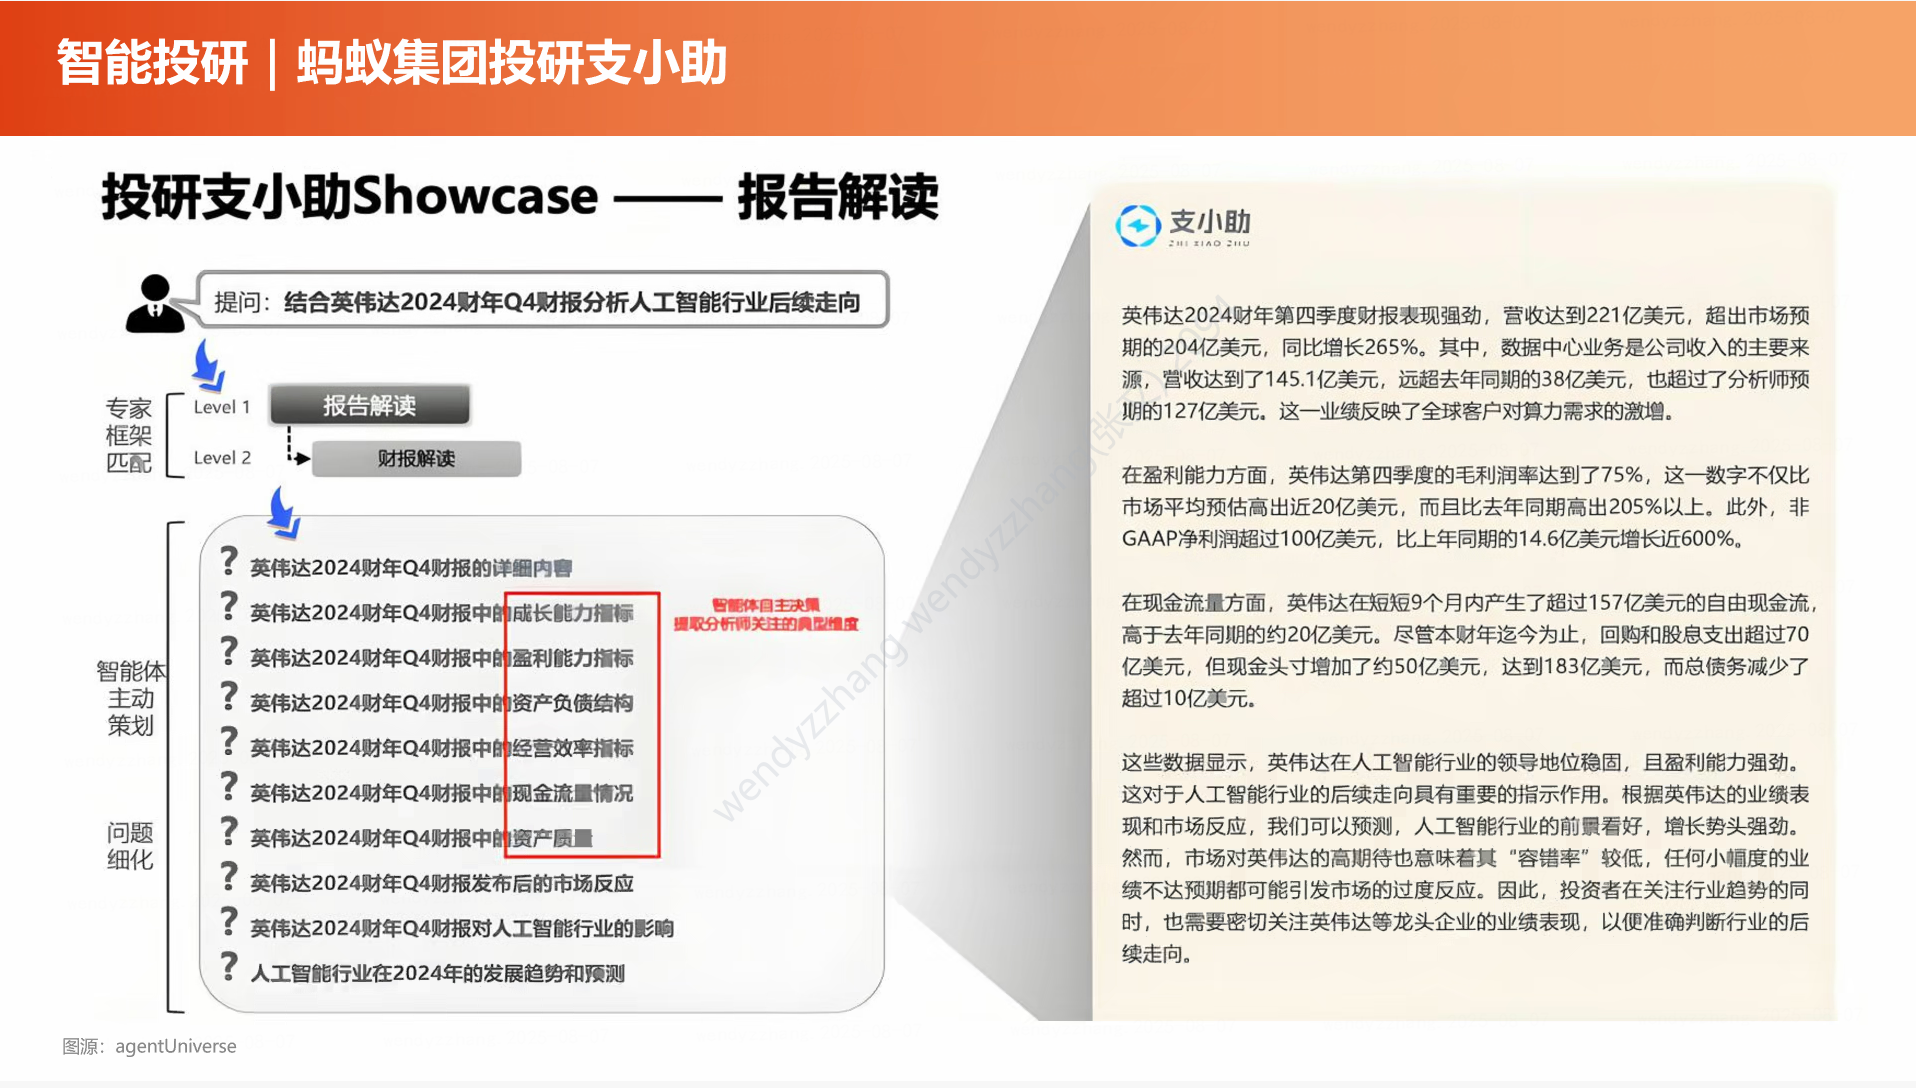 智能投研｜蚂蚁集团投研支小助
投研支小助Showcase —— 报告解读
提问：结合英伟达2024财年Q4财报分析人工智能行业后续走向
专家
框架
匹配
Level 1
报告解读
Level 2
财报解读
智能体
主动
策划
问题
细化
? 英伟达2024财年Q4财报的详细内容
? 英伟达2024财年Q4财报中的成长能力指标
? 英伟达2024财年Q4财报中的盈利能力指标
? 英伟达2024财年Q4财报中的资产负债结构
? 英伟达2024财年Q4财报中的经营效率指标
? 英伟达2024财年Q4财报中的现金流量情况
? 英伟达2024财年Q4财报中的资产质量
? 英伟达2024财年Q4财报发布后的市场反应
? 英伟达2024财年Q4财报对人工智能行业的影响
? 人工智能行业在2024年的发展趋势和预测
智能体自主决策
提取分析师关注的典型维度
支小助
ZHI XIAO ZHU
英伟达2024财年第四季度财报表现强劲，营收达到221亿美元，超出市场预
期的204亿美元，同比增长265%。其中，数据中心业务是公司收入的主要来
源，营收达到了145.1亿美元，远超去年同期的38亿美元，也超过了分析师预
期的127亿美元。这一业绩反映了全球客户对算力需求的激增。
在盈利能力方面，英伟达第四季度的毛利润率达到了75%，这一数字不仅比
市场平均预估高出近20亿美元，而且比去年同期高出205%以上。此外，非
GAAP净利润超过100亿美元，比上年同期的14.6亿美元增长近600%。
在现金流量方面，英伟达在短短9个月内产生了超过157亿美元的自由现金流，
高于去年同期的约20亿美元。尽管本财年迄今为止，回购和股息支出超过70
亿美元，但现金头寸增加了约50亿美元，达到183亿美元，而总债务减少了
超过10亿美元。
这些数据显示，英伟达在人工智能行业的领导地位稳固，且盈利能力强劲。
这对于人工智能行业的后续走向具有重要的指示作用。根据英伟达的业绩表
现和市场反应，我们可以预测，人工智能行业的前景看好，增长势头强劲。
然而，市场对英伟达的高期待也意味着其“容错率”较低，任何小幅度的业
绩不达预期都可能引发市场的过度反应。因此，投资者在关注行业趋势的同
时，也需要密切关注英伟达等龙头企业的业绩表现，以便准确判断行业的后
续走向。
wendyzzhang wendyzzhang
图源：agentUniverse